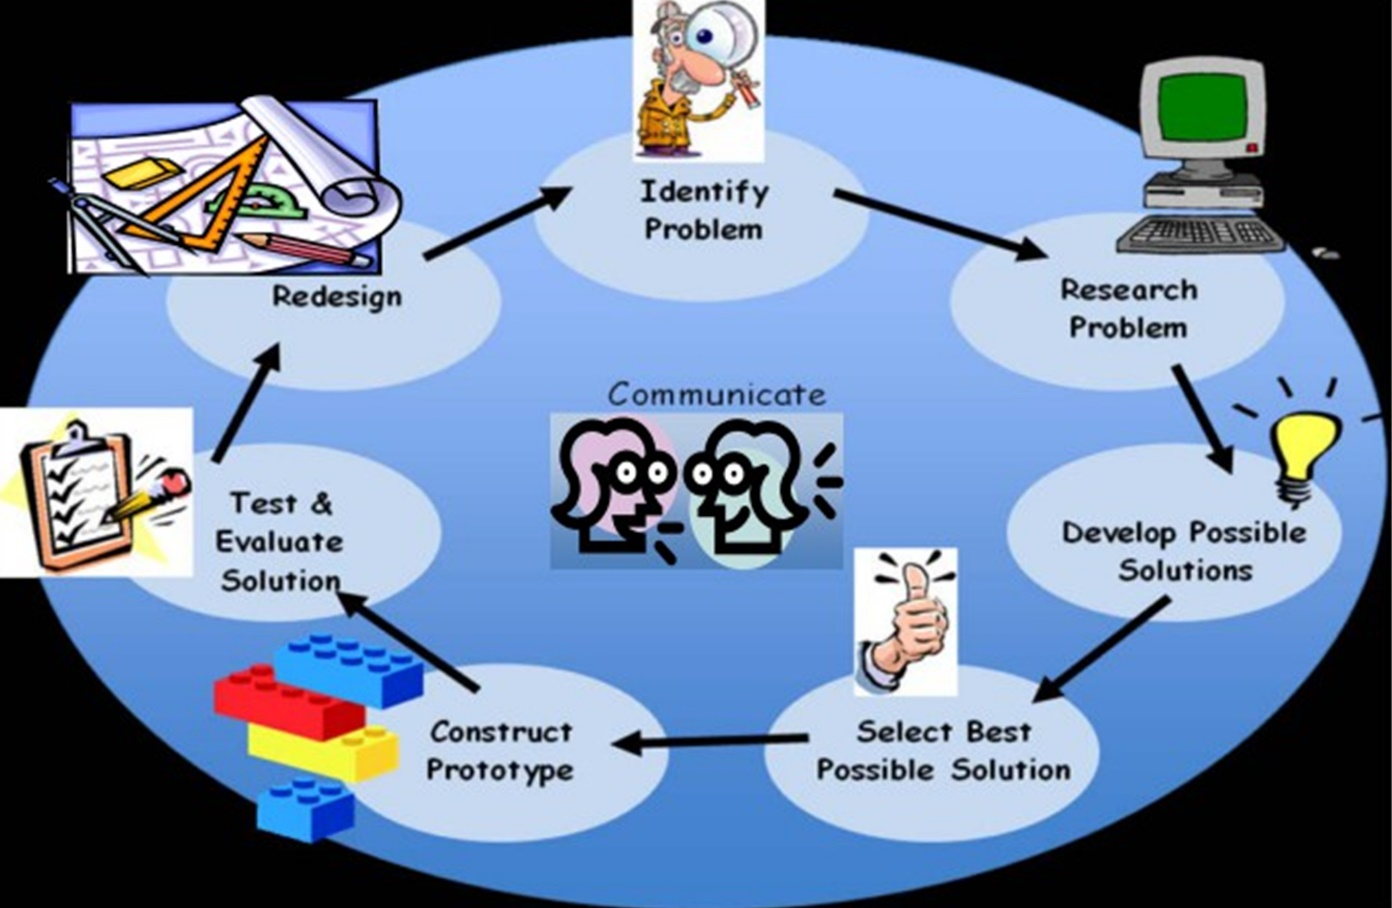 Identify
Problem
Research
Problem
Develop Possible
Solutions
Select Best
Possible Solution
Construct
Prototype
Test &
Evaluate
Solution
Redesign
Communicate